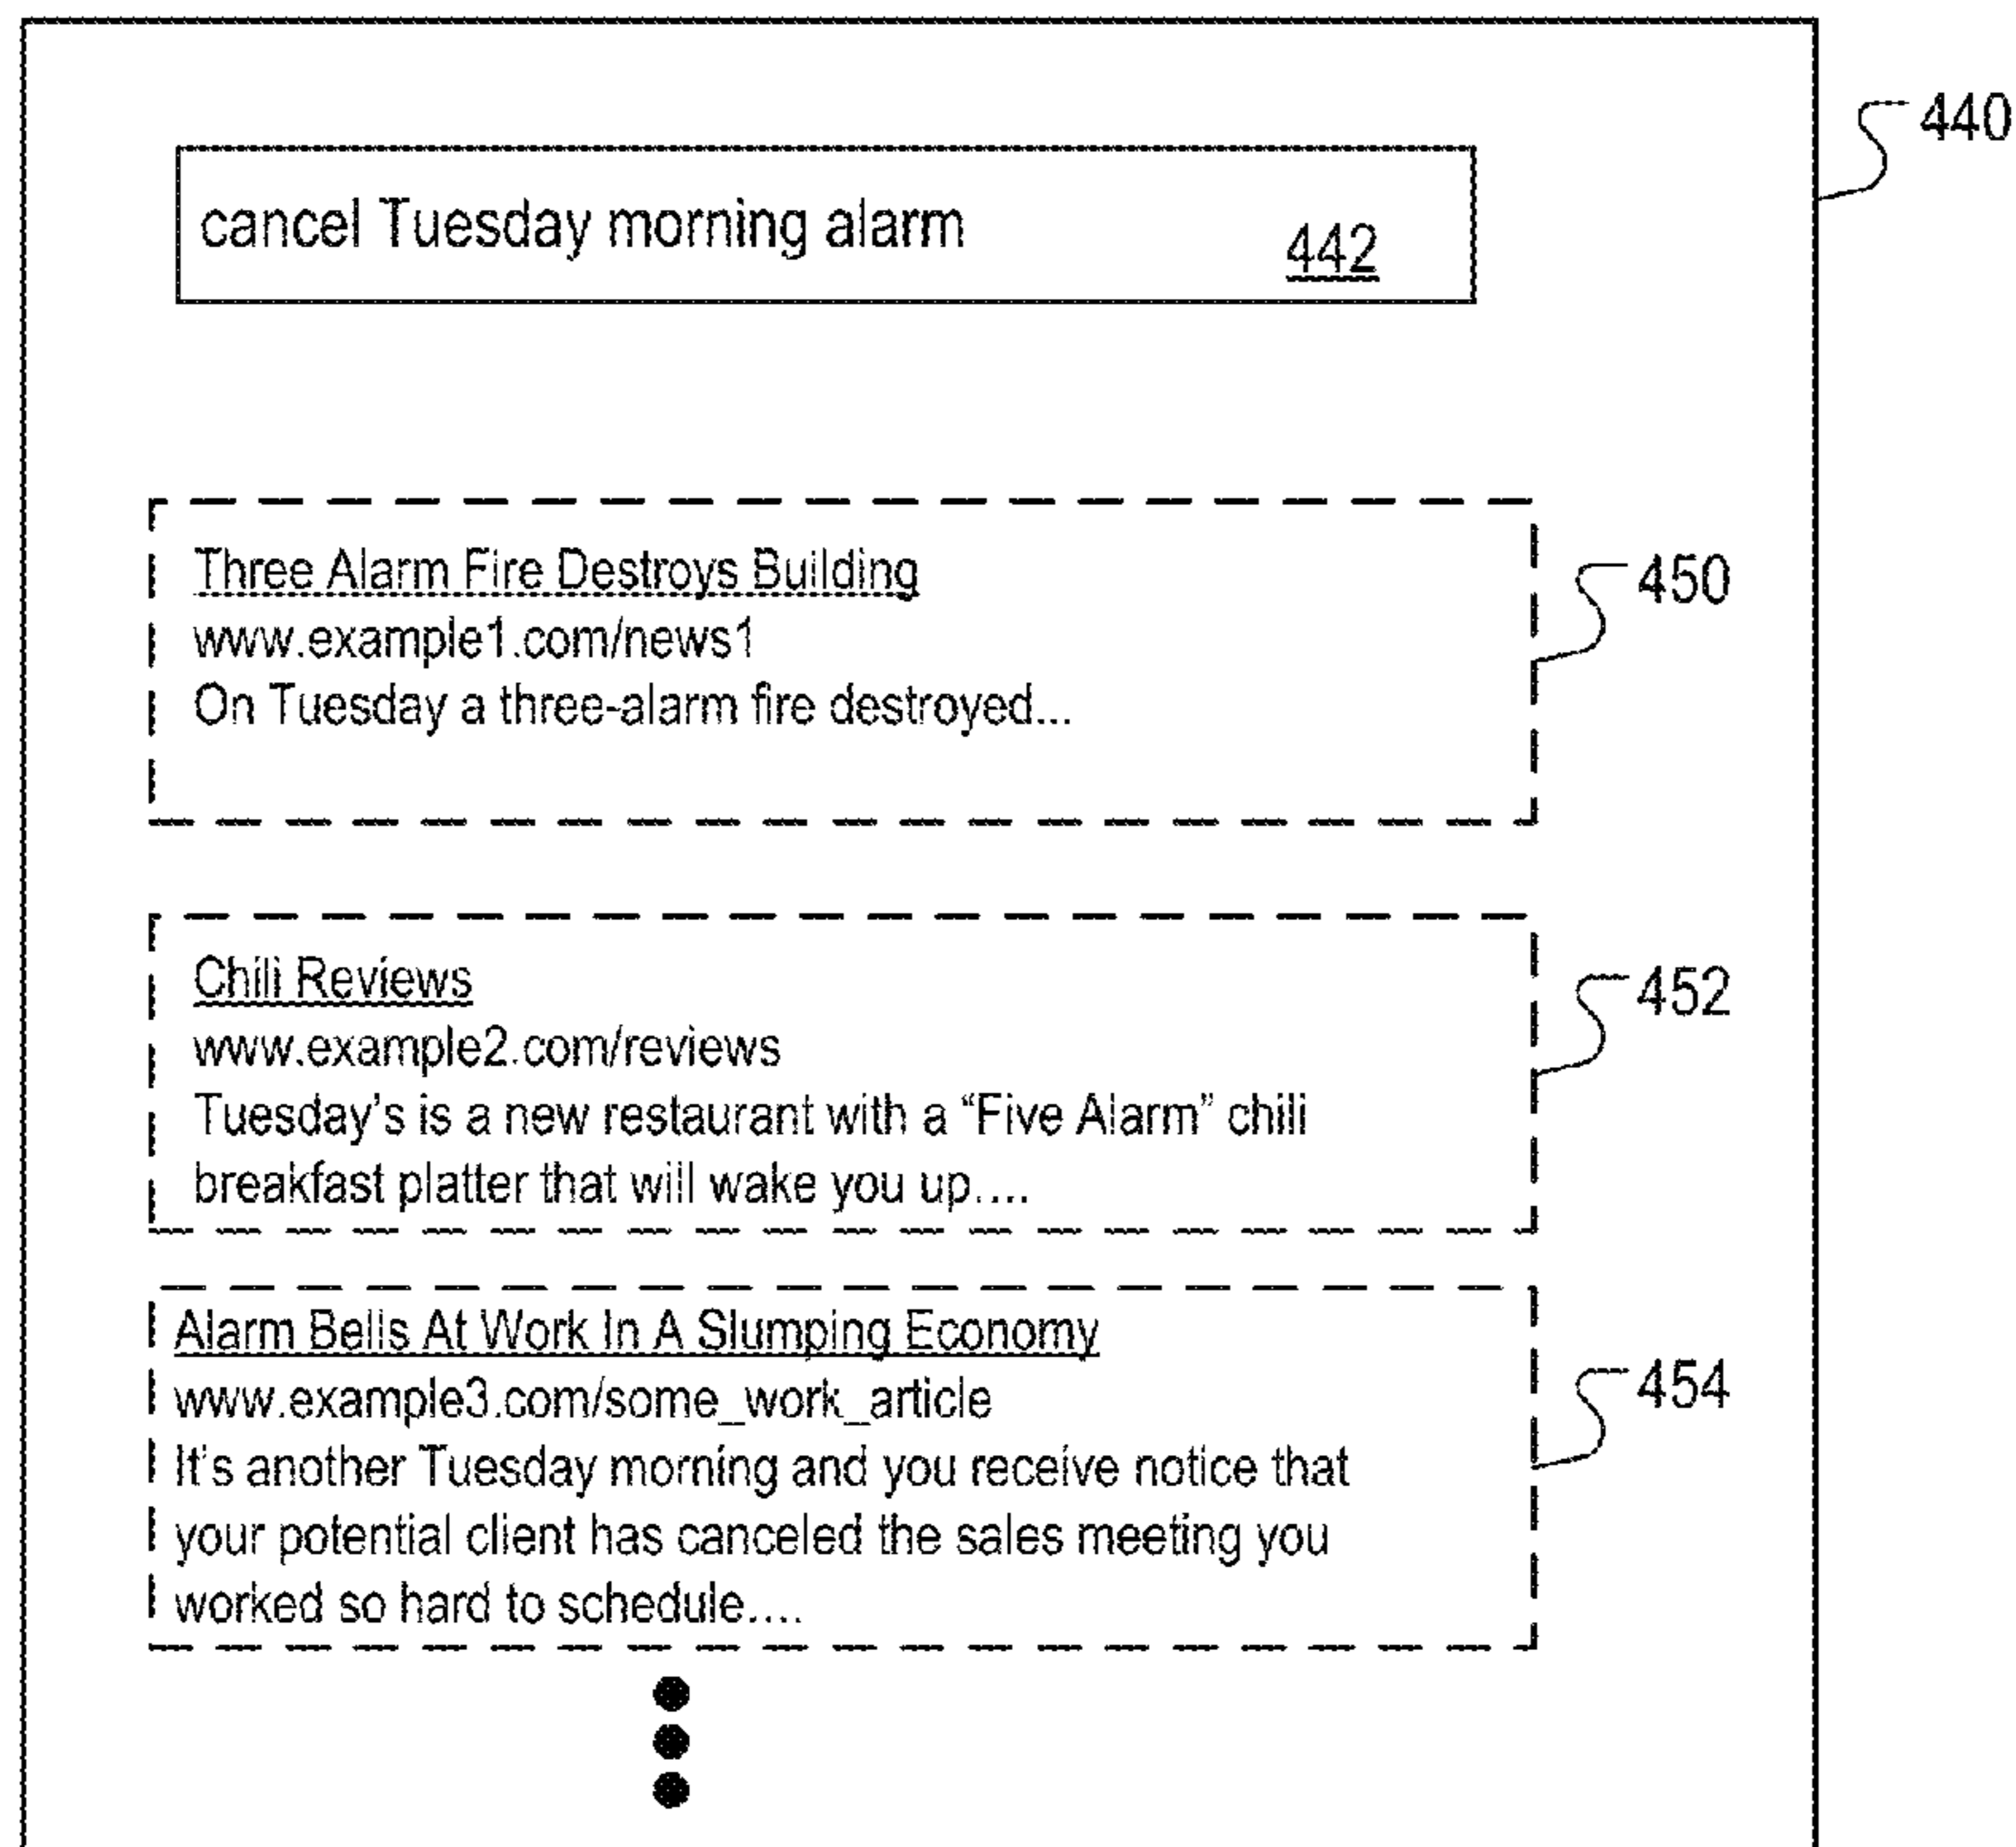 440
cancel Tuesday morning alarm 442
Three Alarm Fire Destroys Building
www.example1.com/news1
On Tuesday a three-alarm fire destroyed...
450
Chili Reviews
www.example2.com/reviews
Tuesday's is a new restaurant with a “Five Alarm” chili
breakfast platter that will wake you up....
452
Alarm Bells At Work In A Slumping Economy
www.example3.com/some_work_article
It's another Tuesday morning and you receive notice that
your potential client has canceled the sales meeting you
worked so hard to schedule....
454